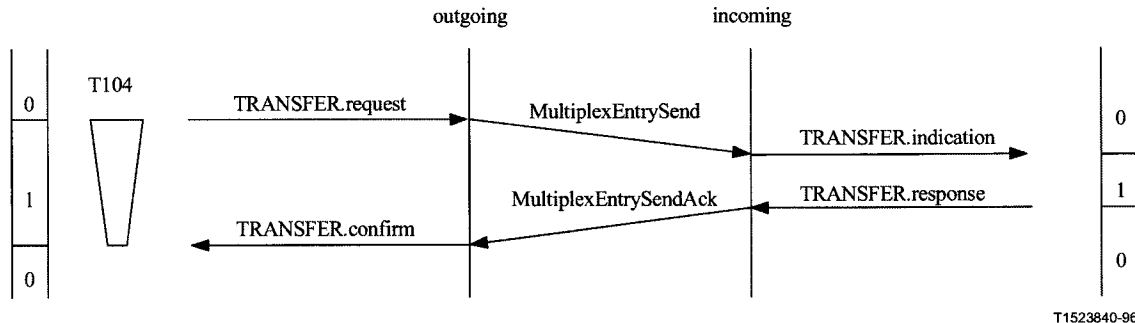 outgoing
incoming
T104
0
TRANSFER.request
MultiplexEntrySend
0
TRANSFER.indication
1
MultiplexEntrySendAck
TRANSFER.response
1
TRANSFER.confirm
0
0
T1523840-96